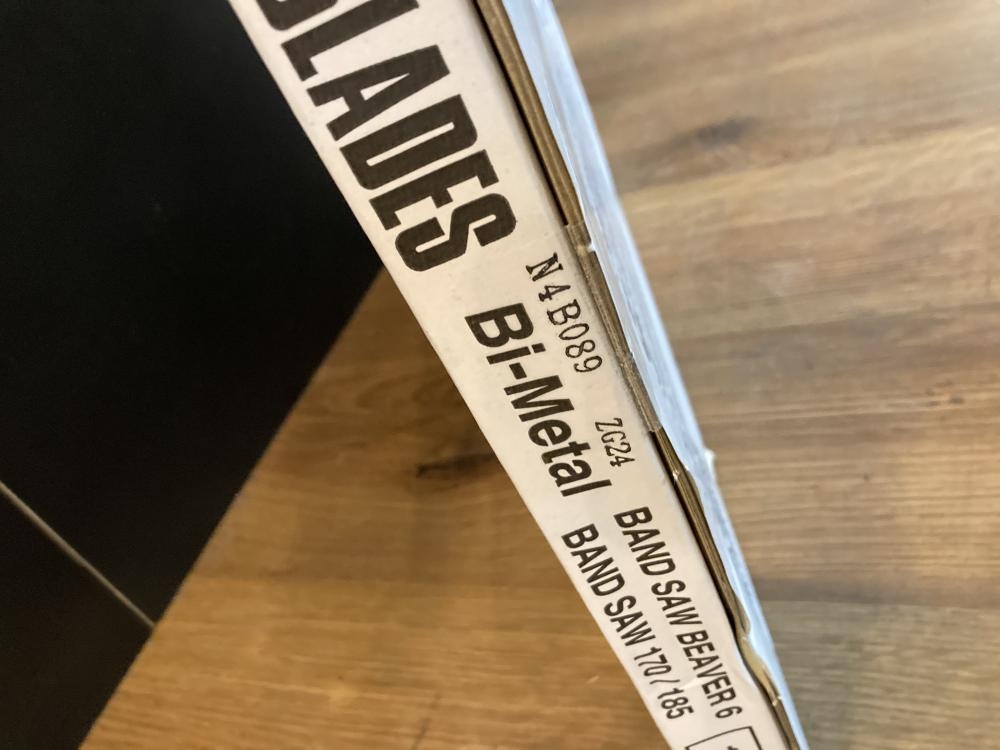 BLADES
Bi-Metal
N4B089
ZG24
BAND SAW BEAVER 6
BAND SAW 170/185